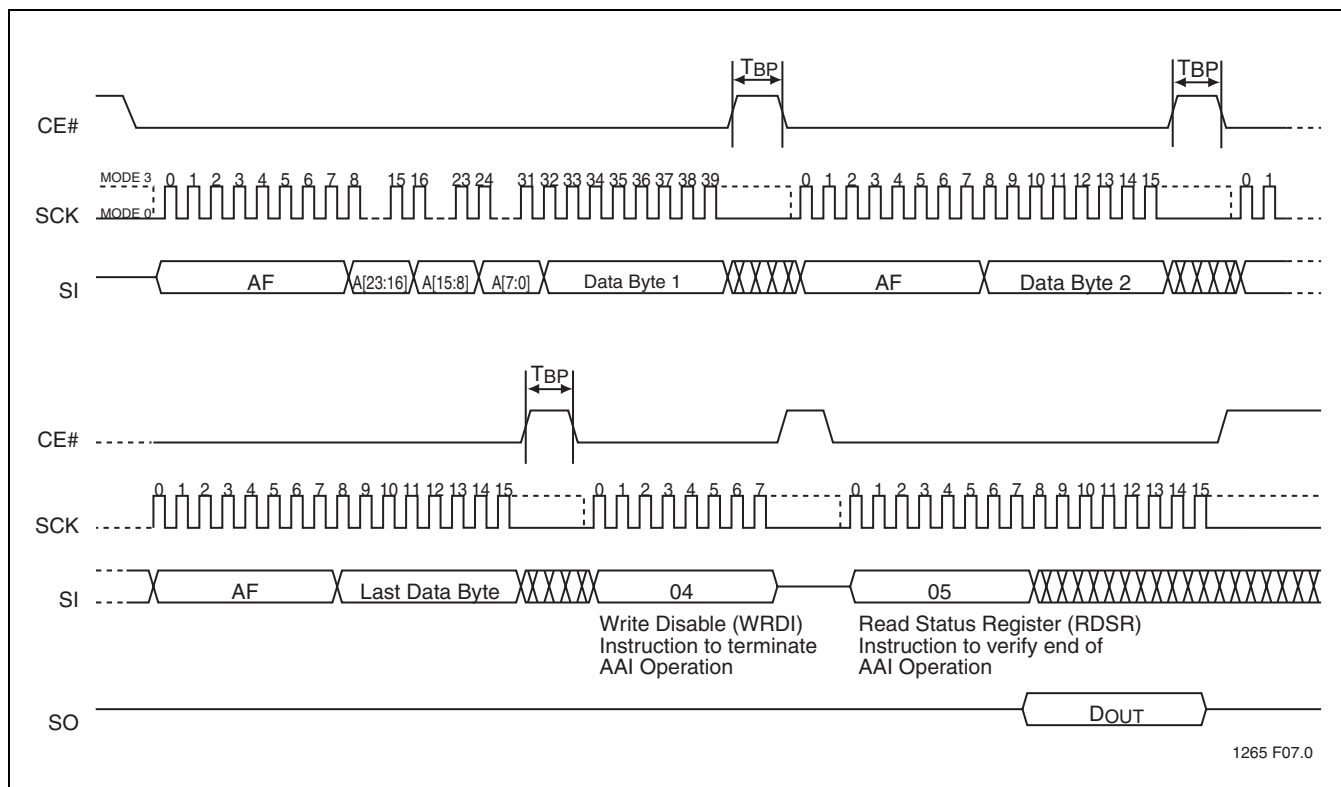 TBP TBP
CE#
MODE 3 0 1 2 3 4 5 6 7 8 15 16 23 24 31 32 33 34 35 36 37 38 39 0 1 2 3 4 5 6 7 8 9 10 11 12 13 14 15 0 1
SCK MODE 0
SI AF A[23:16] A[15:8] A[7:0] Data Byte 1 AF Data Byte 2
TBP
CE#
0 1 2 3 4 5 6 7 8 9 10 11 12 13 14 15 0 1 2 3 4 5 6 7 0 1 2 3 4 5 6 7 8 9 10 11 12 13 14 15
SCK
SI AF Last Data Byte 04 05
Write Disable (WRDI)
Instruction to terminate
AAI Operation
Read Status Register (RDSR)
Instruction to verify end of
AAI Operation
SO DOUT
1265 F07.0